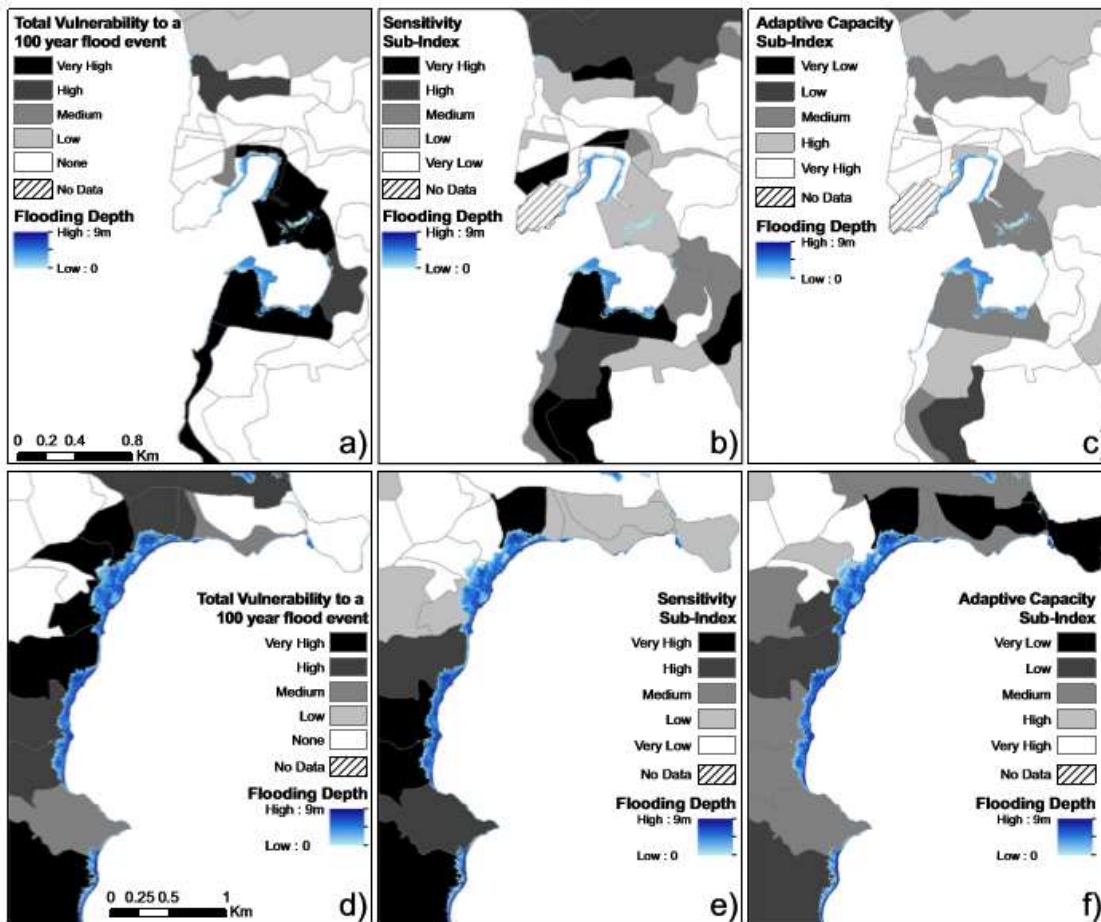 Total Vulnerability to a
100 year flood event
Very High
High
Medium
Low
None
No Data
Flooding Depth
High : 9m
Low : 0
0 0.2 0.4 0.8
Km
a)
Sensitivity
Sub-Index
Very High
High
Medium
Low
Very Low
No Data
Flooding Depth
High : 9m
Low : 0
b)
Adaptive Capacity
Sub-Index
Very Low
Low
Medium
High
Very High
No Data
Flooding Depth
High : 9m
Low : 0
c)
Total Vulnerability to a
100 year flood event
Very High
High
Medium
Low
None
No Data
Flooding Depth
High : 9m
Low : 0
0 0.25 0.5 1
Km
d)
Sensitivity
Sub-Index
Very High
High
Medium
Low
Very Low
No Data
Flooding Depth
High : 9m
Low : 0
e)
Adaptive Capacity
Sub-Index
Very Low
Low
Medium
High
Very High
No Data
Flooding Depth
High : 9m
Low : 0
f)